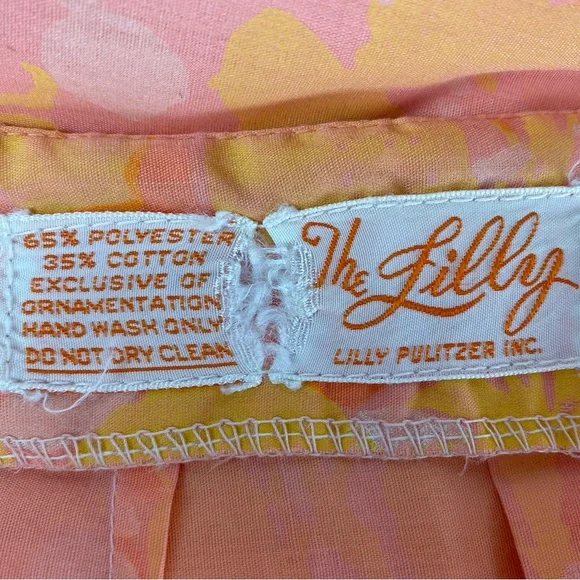 65% POLYESTER
35% COTTON
EXCLUSIVE OF
ORNAMENTATION
HAND WASH ONLY
DO NOT DRY CLEAN
The Lilly
LILLY PULITZER INC.